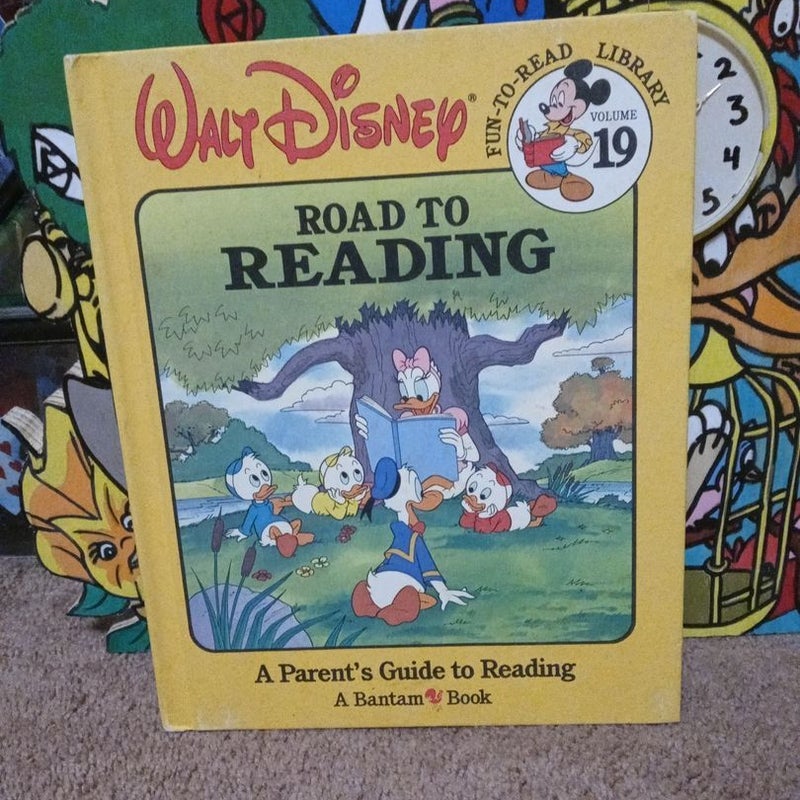 WALT DISNEY®
FUN-TO-READ LIBRARY
VOLUME
19
ROAD TO
READING
A Parent's Guide to Reading
A Bantam Book
2
3
4
5